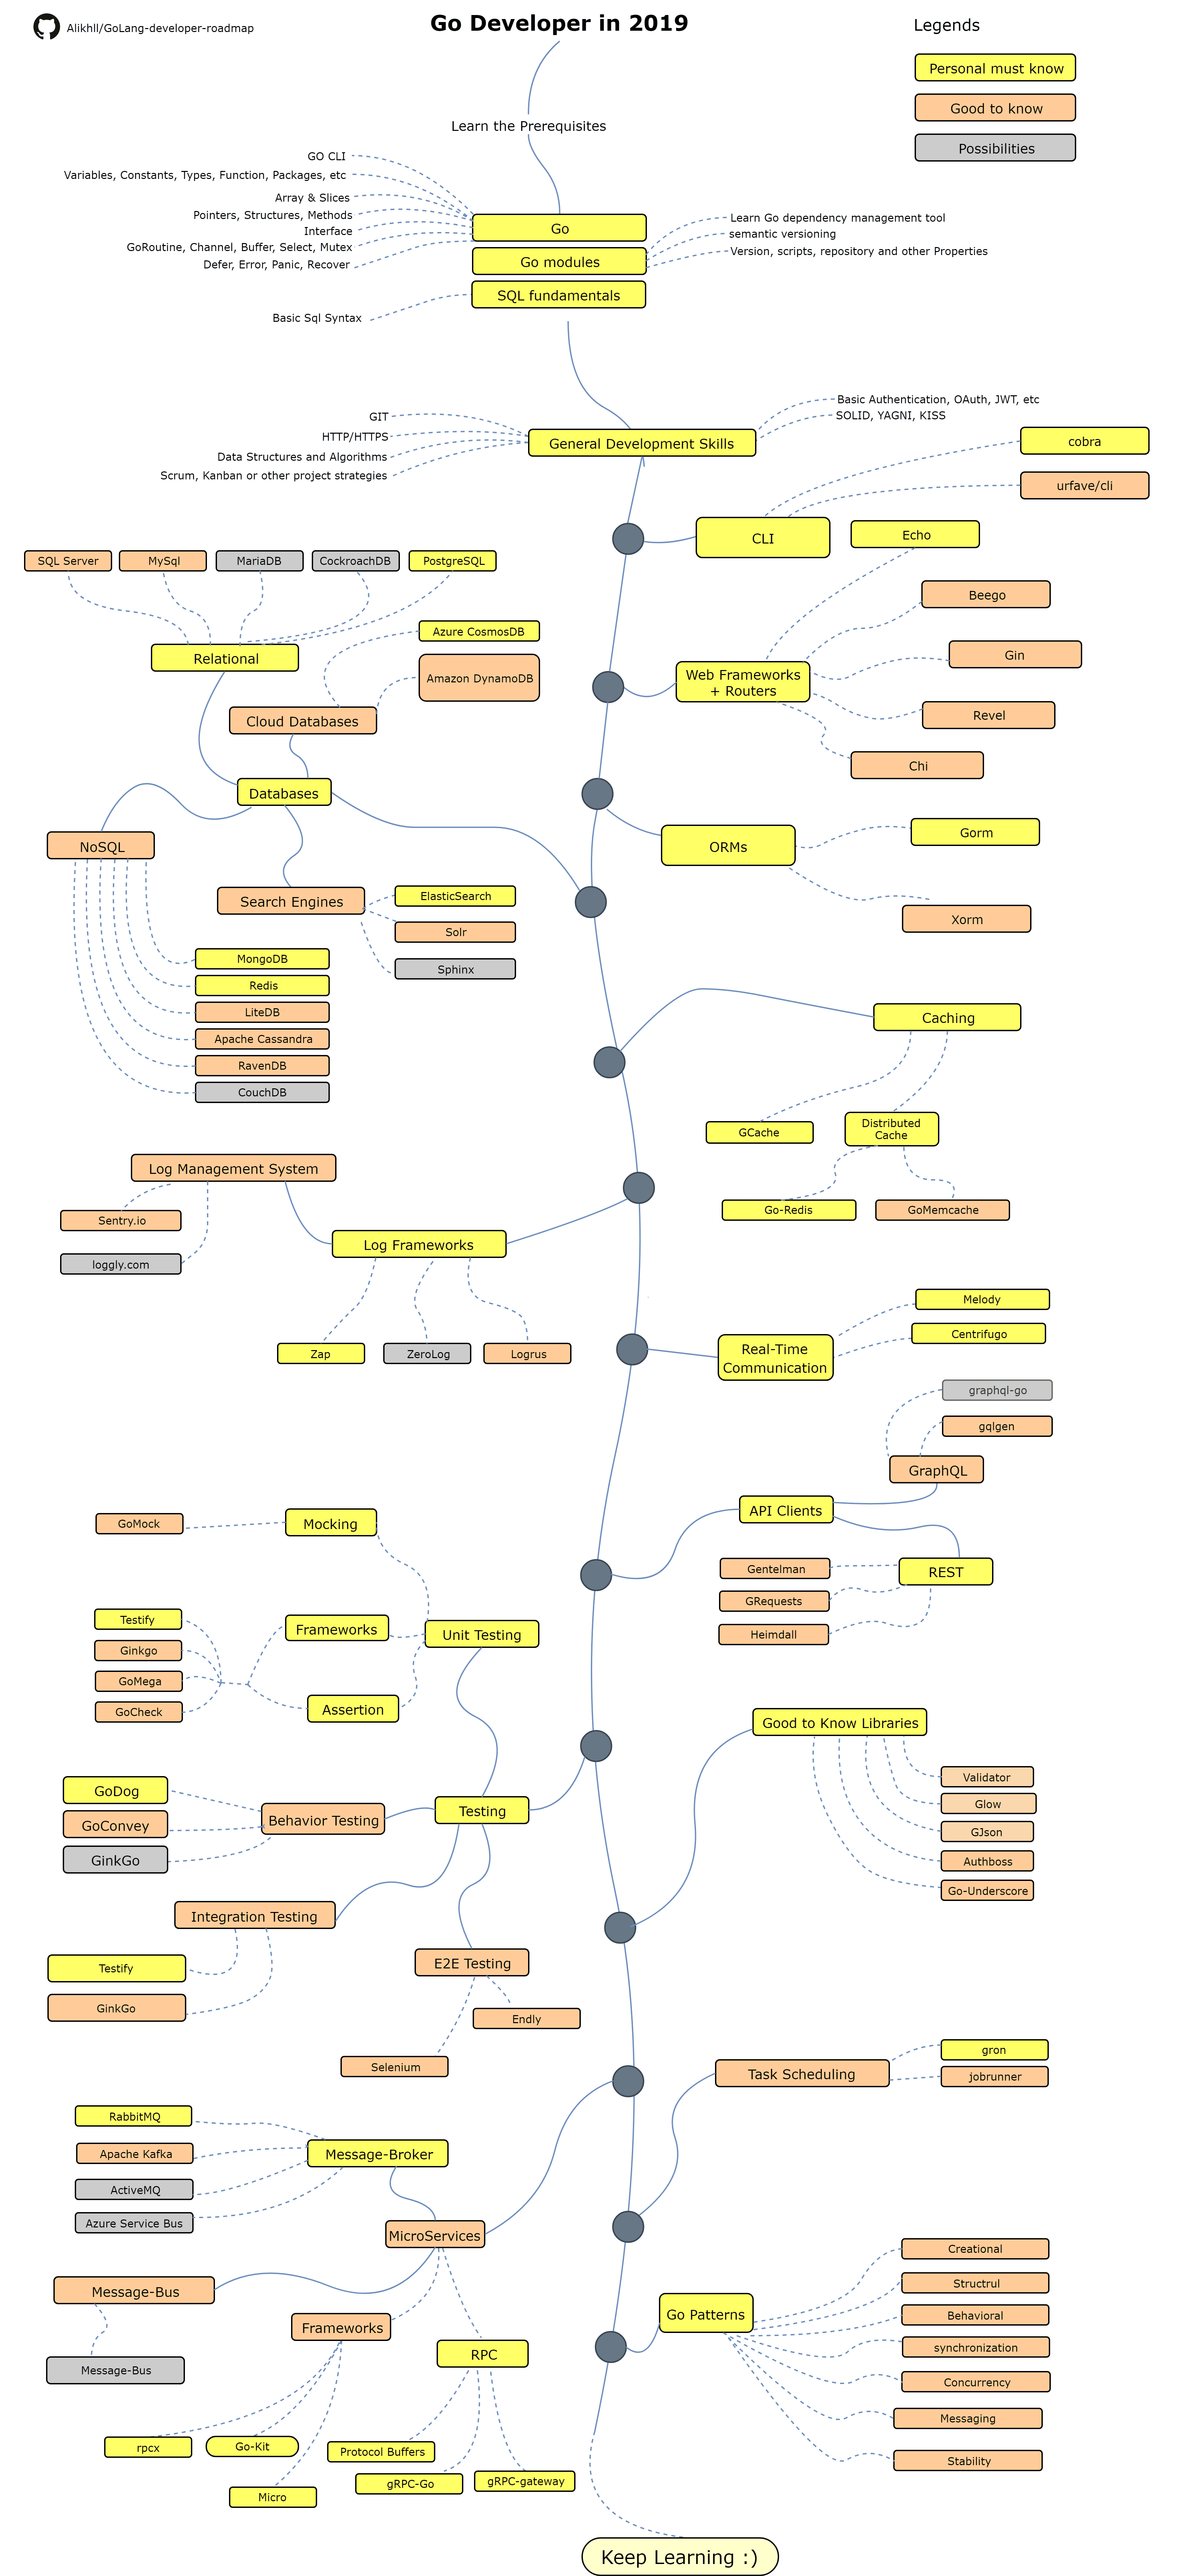 Alikhll/GoLang-developer-roadmap
Go Developer in 2019
Legends
Personal must know
Good to know
Possibilities
Learn the Prerequisites
GO CLI
Variables, Constants, Types, Function, Packages, etc
Array & Slices
Pointers, Structures, Methods
Interface
GoRoutine, Channel, Buffer, Select, Mutex
Defer, Error, Panic, Recover
Go
Go modules
SQL fundamentals
Learn Go dependency management tool
semantic versioning
Version, scripts, repository and other Properties
Basic Sql Syntax
GIT
HTTP/HTTPS
Data Structures and Algorithms
Scrum, Kanban or other project strategies
General Development Skills
Basic Authentication, OAuth, JWT, etc
SOLID, YAGNI, KISS
cobra
urfave/cli
CLI
Echo
Beego
Gin
Web Frameworks
+ Routers
Revel
Chi
SQL Server
MySql
MariaDB
CockroachDB
PostgreSQL
Relational
Azure CosmosDB
Amazon DynamoDB
Cloud Databases
Databases
NoSQL
Search Engines
ElasticSearch
Solr
Sphinx
MongoDB
Redis
LiteDB
Apache Cassandra
RavenDB
CouchDB
ORMs
Gorm
Xorm
Caching
GCache
Distributed
Cache
Go-Redis
GoMemcache
Log Management System
Sentry.io
loggly.com
Log Frameworks
Zap
ZeroLog
Logrus
Real-Time
Communication
Melody
Centrifugo
graphql-go
gqlgen
GraphQL
API Clients
REST
Gentelman
GRequests
Heimdall
GoMock
Mocking
Testify
Ginkgo
GoMega
GoCheck
Frameworks
Unit Testing
Assertion
Good to Know Libraries
Validator
Glow
GJson
Authboss
Go-Underscore
GoDog
GoConvey
GinkGo
Behavior Testing
Testing
Integration Testing
Testify
GinkGo
E2E Testing
Endly
Selenium
Task Scheduling
gron
jobrunner
RabbitMQ
Apache Kafka
ActiveMQ
Azure Service Bus
Message-Broker
MicroServices
Message-Bus
Message-Bus
Frameworks
RPC
rpcx
Go-Kit
Micro
Protocol Buffers
gRPC-Go
gRPC-gateway
Go Patterns
Creational
Structrul
Behavioral
synchronization
Concurrency
Messaging
Stability
Keep Learning :)